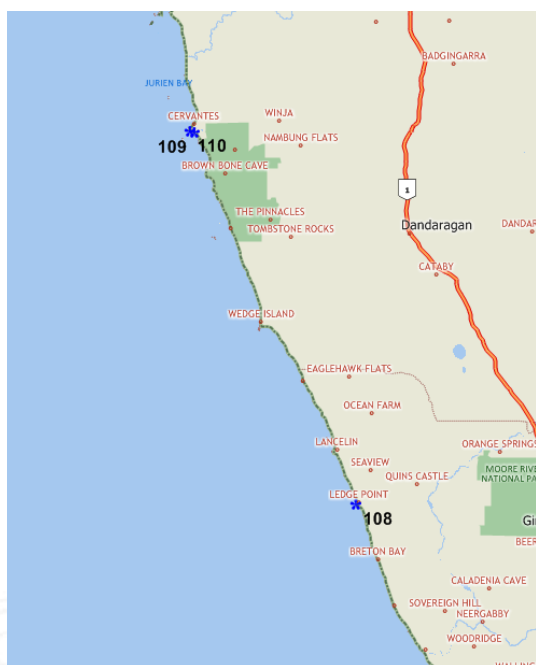 BADGINGARRA
JURIEN BAY
CERVANTES
WINJA
109 110
NAMBUNG FLATS
BROWN BONE CAVE
1
THE PINNACLES
Dandaragan
DANDAR
TOMBSTONE ROCKS
CATABY
WEDGE ISLAND
EAGLEHAWK FLATS
OCEAN FARM
LANCELIN
ORANGE SPRINGS
SEAVIEW
MOORE RIVE
NATIONAL PA
QUINS CASTLE
LEDGE POINT
108
Gi
BEER
BRETON BAY
CALADENIA CAVE
SOVEREIGN HILL
NEERGABBY
WOODRIDGE